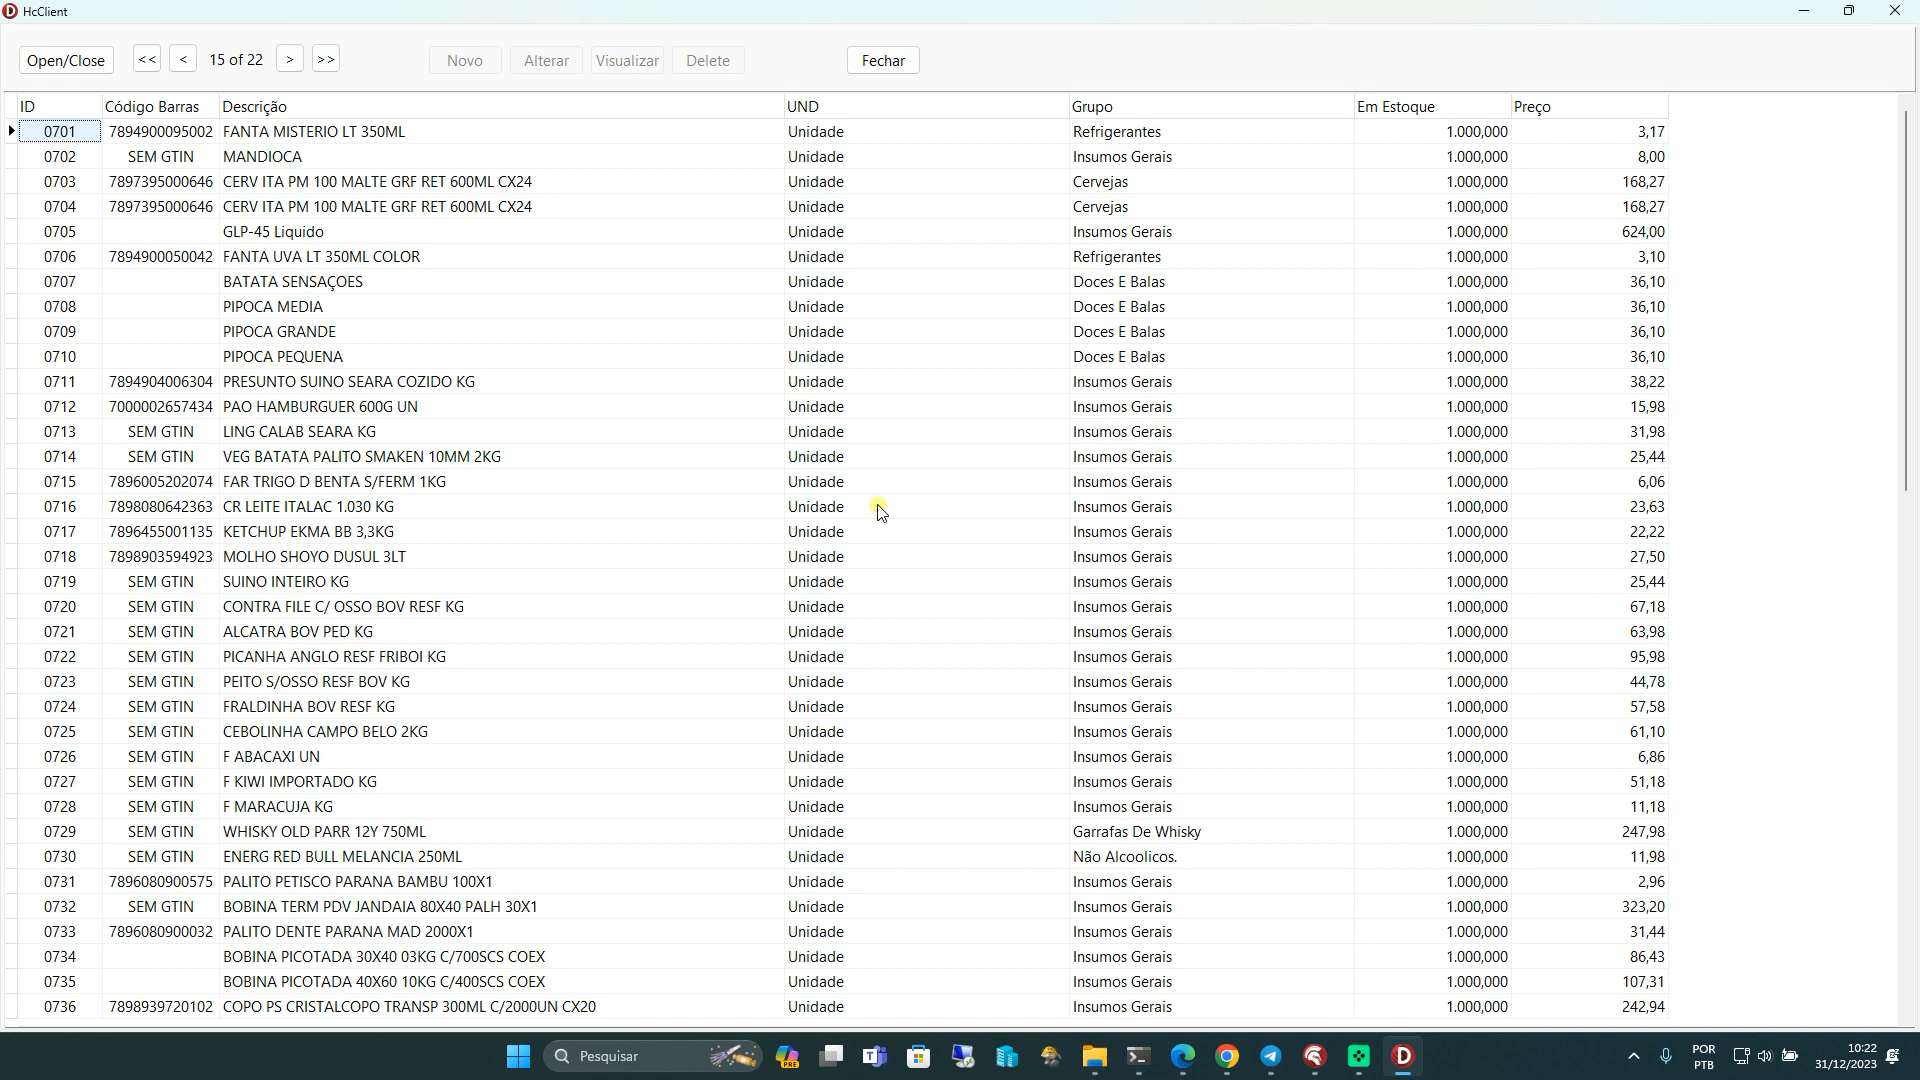 HcClient
Open/Close << < 15 of 22 > >> Novo Alterar Visualizar Delete Fechar
ID Código Barras Descrição UND Grupo Em Estoque Preço
0701 7894900095002 FANTA MISTERIO LT 350ML Unidade Refrigerantes 1.000,000 3,17
0702 SEM GTIN MANDIOCA Unidade Insumos Gerais 1.000,000 8,00
0703 7897395000646 CERV ITA PM 100 MALTE GRF RET 600ML CX24 Unidade Cervejas 1.000,000 168,27
0704 7897395000646 CERV ITA PM 100 MALTE GRF RET 600ML CX24 Unidade Cervejas 1.000,000 168,27
0705 GLP-45 Liquido Unidade Insumos Gerais 1.000,000 624,00
0706 7894900050042 FANTA UVA LT 350ML COLOR Unidade Refrigerantes 1.000,000 3,10
0707 BATATA SENSAÇOES Unidade Doces E Balas 1.000,000 36,10
0708 PIPOCA MEDIA Unidade Doces E Balas 1.000,000 36,10
0709 PIPOCA GRANDE Unidade Doces E Balas 1.000,000 36,10
0710 PIPOCA PEQUENA Unidade Doces E Balas 1.000,000 36,10
0711 7894904006304 PRESUNTO SUINO SEARA COZIDO KG Unidade Insumos Gerais 1.000,000 38,22
0712 7000002657434 PAO HAMBURGUER 600G UN Unidade Insumos Gerais 1.000,000 15,98
0713 SEM GTIN LING CALAB SEARA KG Unidade Insumos Gerais 1.000,000 31,98
0714 SEM GTIN VEG BATATA PALITO SMAKEN 10MM 2KG Unidade Insumos Gerais 1.000,000 25,44
0715 7896005202074 FAR TRIGO D BENTA S/FERM 1KG Unidade Insumos Gerais 1.000,000 6,06
0716 7898080642363 CR LEITE ITALAC 1.030 KG Unidade Insumos Gerais 1.000,000 23,63
0717 7896455001135 KETCHUP EKMA BB 3,3KG Unidade Insumos Gerais 1.000,000 22,22
0718 7898903594923 MOLHO SHOYO DUSUL 3LT Unidade Insumos Gerais 1.000,000 27,50
0719 SEM GTIN SUINO INTEIRO KG Unidade Insumos Gerais 1.000,000 25,44
0720 SEM GTIN CONTRA FILE C/ OSSO BOV RESF KG Unidade Insumos Gerais 1.000,000 67,18
0721 SEM GTIN ALCATRA BOV PED KG Unidade Insumos Gerais 1.000,000 63,98
0722 SEM GTIN PICANHA ANGLO RESF FRIBOI KG Unidade Insumos Gerais 1.000,000 95,98
0723 SEM GTIN PEITO S/OSSO RESF BOV KG Unidade Insumos Gerais 1.000,000 44,78
0724 SEM GTIN FRALDINHA BOV RESF KG Unidade Insumos Gerais 1.000,000 57,58
0725 SEM GTIN CEBOLINHA CAMPO BELO 2KG Unidade Insumos Gerais 1.000,000 61,10
0726 SEM GTIN F ABACAXI UN Unidade Insumos Gerais 1.000,000 6,86
0727 SEM GTIN F KIWI IMPORTADO KG Unidade Insumos Gerais 1.000,000 51,18
0728 SEM GTIN F MARACUJA KG Unidade Insumos Gerais 1.000,000 11,18
0729 SEM GTIN WHISKY OLD PARR 12Y 750ML Unidade Garrafas De Whisky 1.000,000 247,98
0730 SEM GTIN ENERG RED BULL MELANCIA 250ML Unidade Não Alcoolicos. 1.000,000 11,98
0731 7896080900575 PALITO PETISCO PARANA BAMBU 100X1 Unidade Insumos Gerais 1.000,000 2,96
0732 SEM GTIN BOBINA TERM PDV JANDAIA 80X40 PALH 30X1 Unidade Insumos Gerais 1.000,000 323,20
0733 7896080900032 PALITO DENTE PARANA MAD 2000X1 Unidade Insumos Gerais 1.000,000 31,44
0734 BOBINA PICOTADA 30X40 03KG C/700SCS COEX Unidade Insumos Gerais 1.000,000 86,43
0735 BOBINA PICOTADA 40X60 10KG C/400SCS COEX Unidade Insumos Gerais 1.000,000 107,31
0736 7898939720102 COPO PS CRISTALCOPO TRANSP 300ML C/2000UN CX20 Unidade Insumos Gerais 1.000,000 242,94
Pesquisar PRE POR 10:22
PTB 31/12/2023